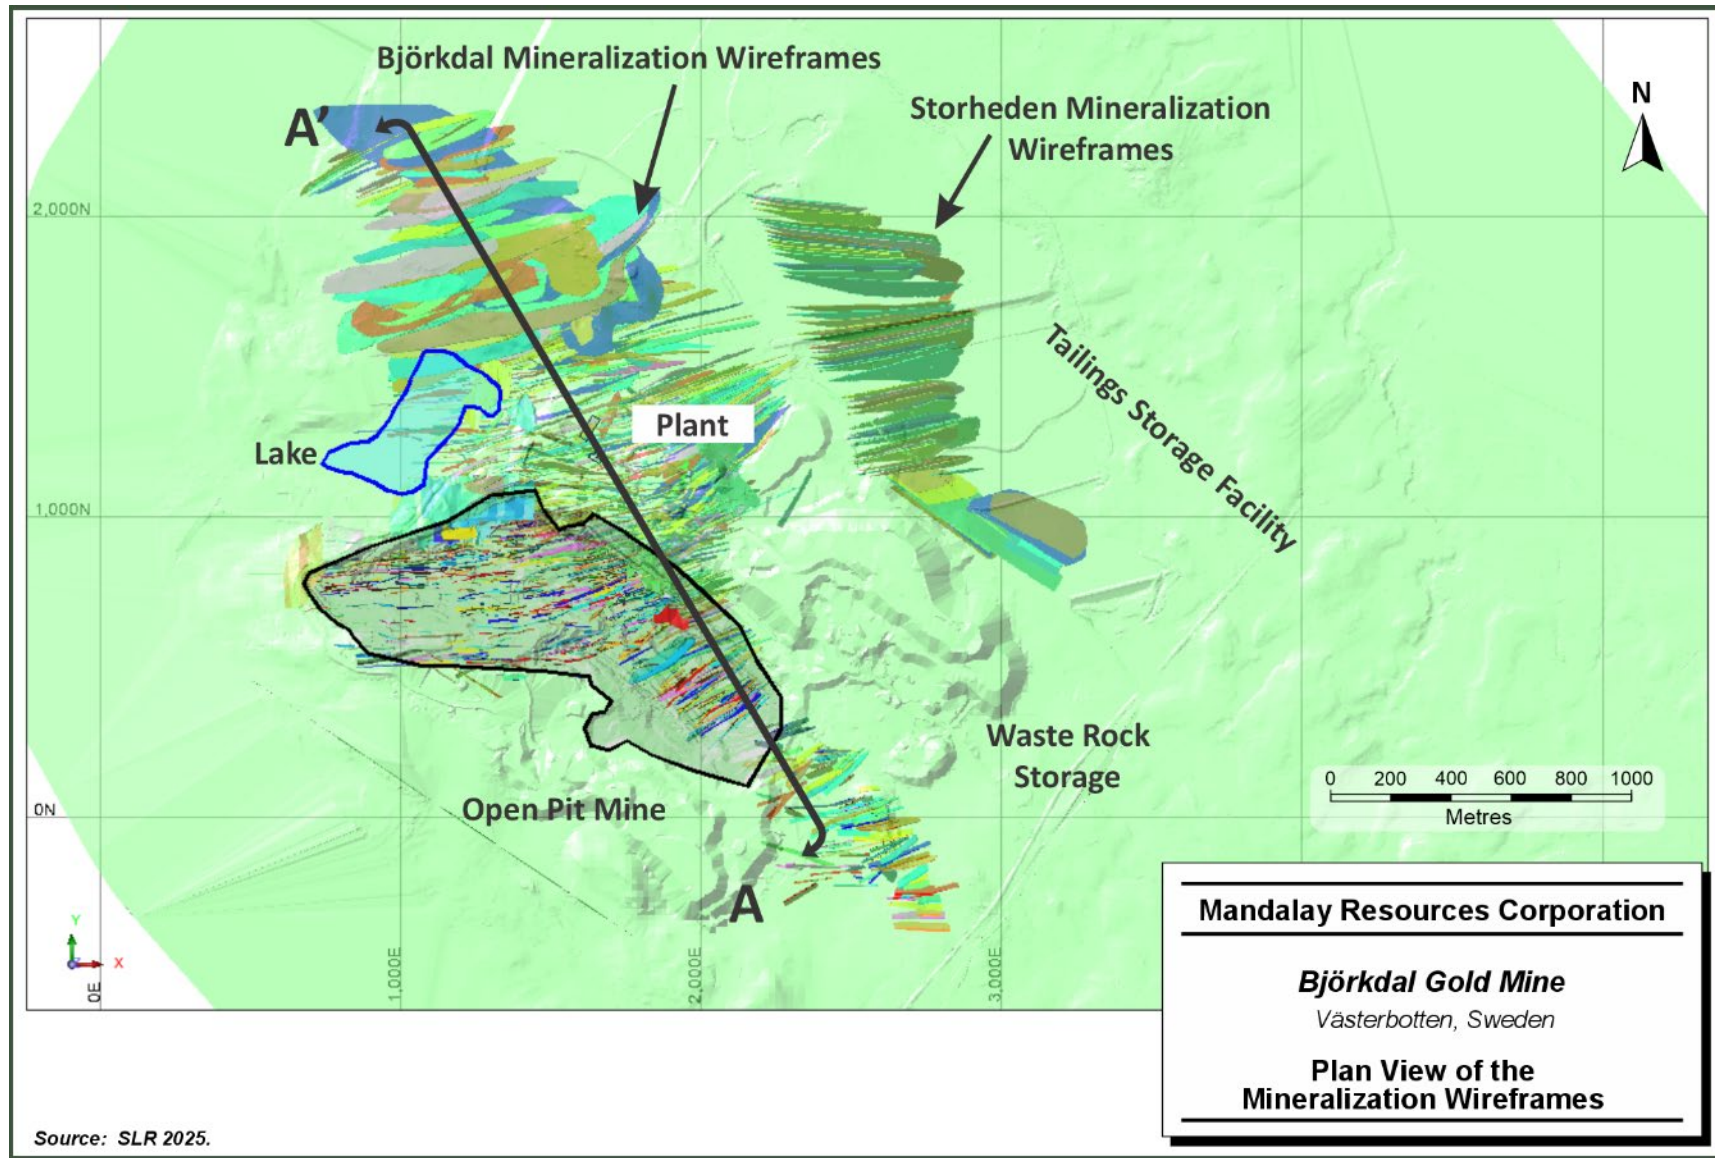 Björkdal Mineralization Wireframes
Storheden Mineralization
Wireframes
N
A’
2,000N
Tailings Storage Facility
Plant
Lake
1,000N
Waste Rock
Storage
0 200 400 600 800 1000
Metres
0N
Open Pit Mine
A
Y
X
0E
1,000E
2,000E
3,000E
Mandalay Resources Corporation
Björkdal Gold Mine
Västerbotten, Sweden
Plan View of the
Mineralization Wireframes
Source: SLR 2025.